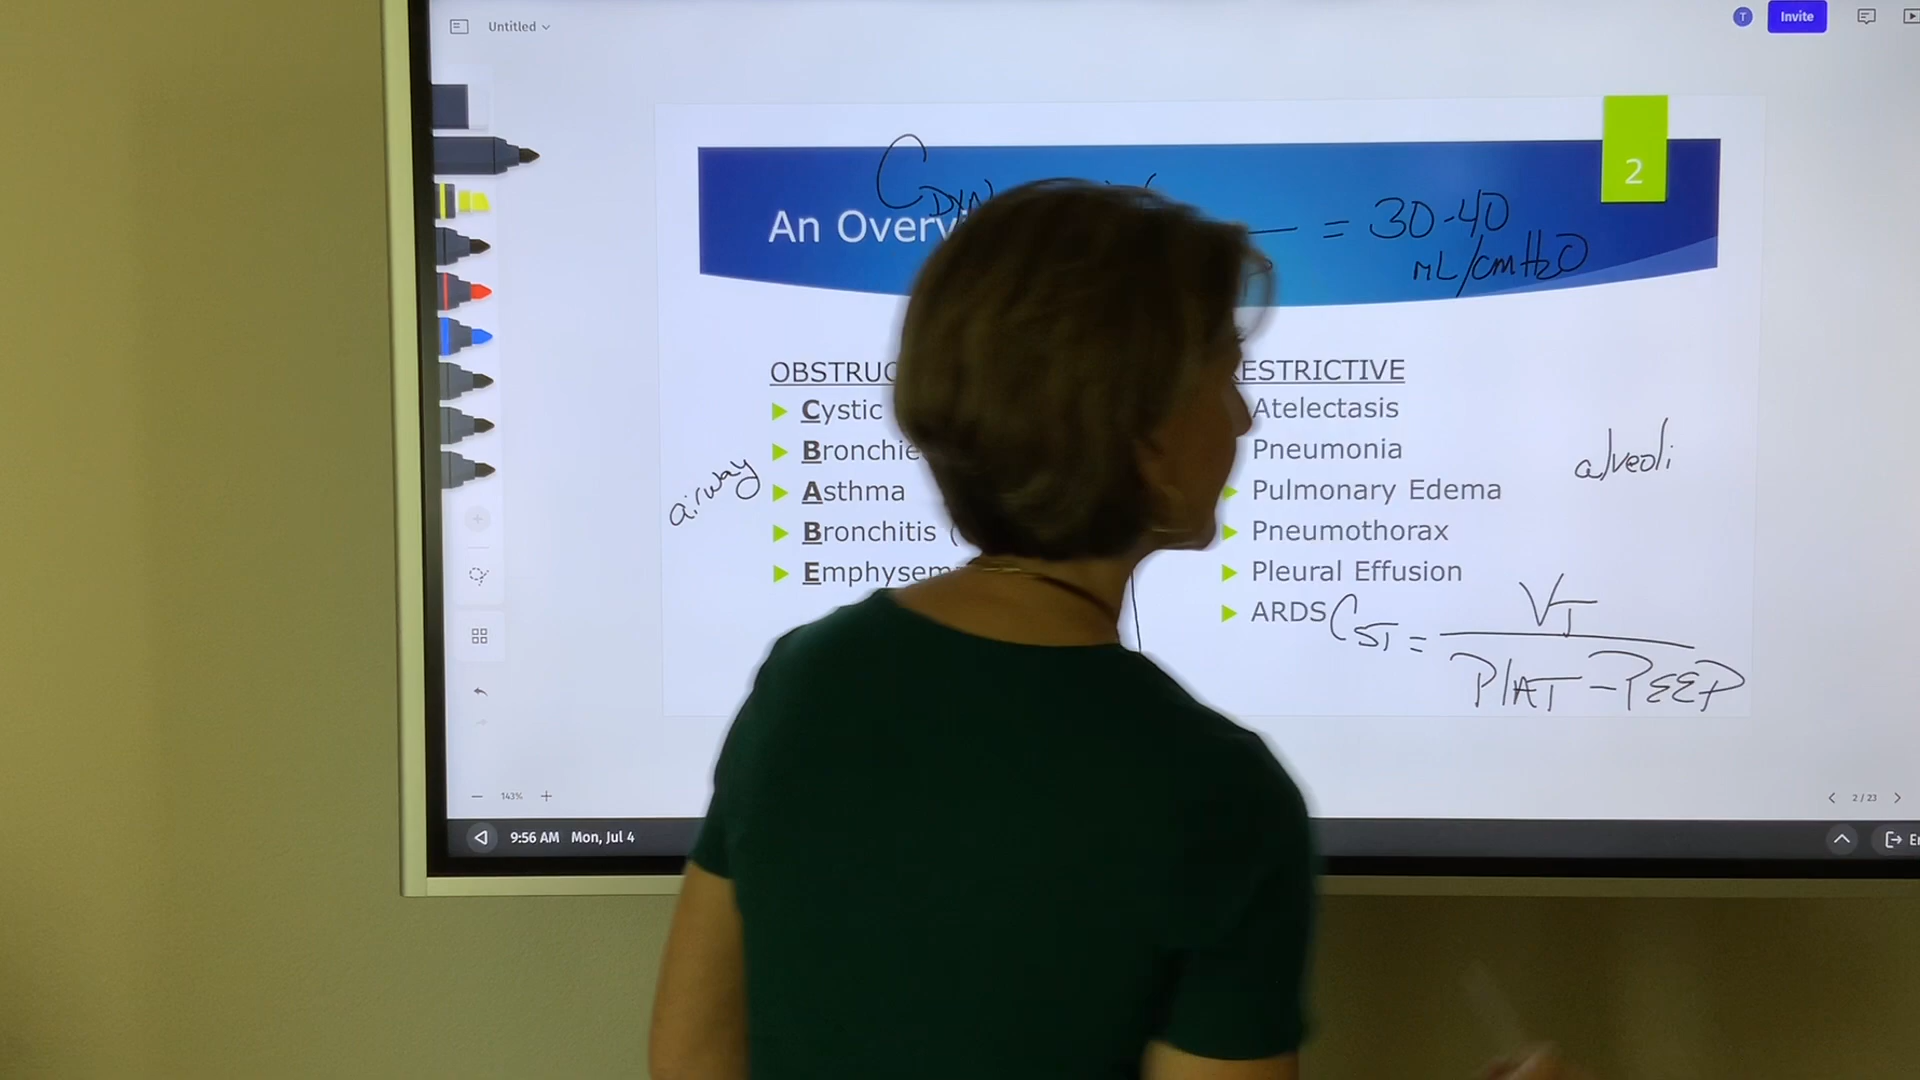 Untitled
T
Invite
2
CDYN
= 30-40
mL/cmH2O
An Overv
OBSTRUC
RESTRICTIVE
Cystic
Atelectasis
Bronchie
Pneumonia
airway
alveoli
Asthma
Pulmonary Edema
Bronchitis (
Pneumothorax
Emphysem
Pleural Effusion
ARDS
CST = VT
PlAT - PEEP
143%
2 / 23
9:56 AM Mon, Jul 4